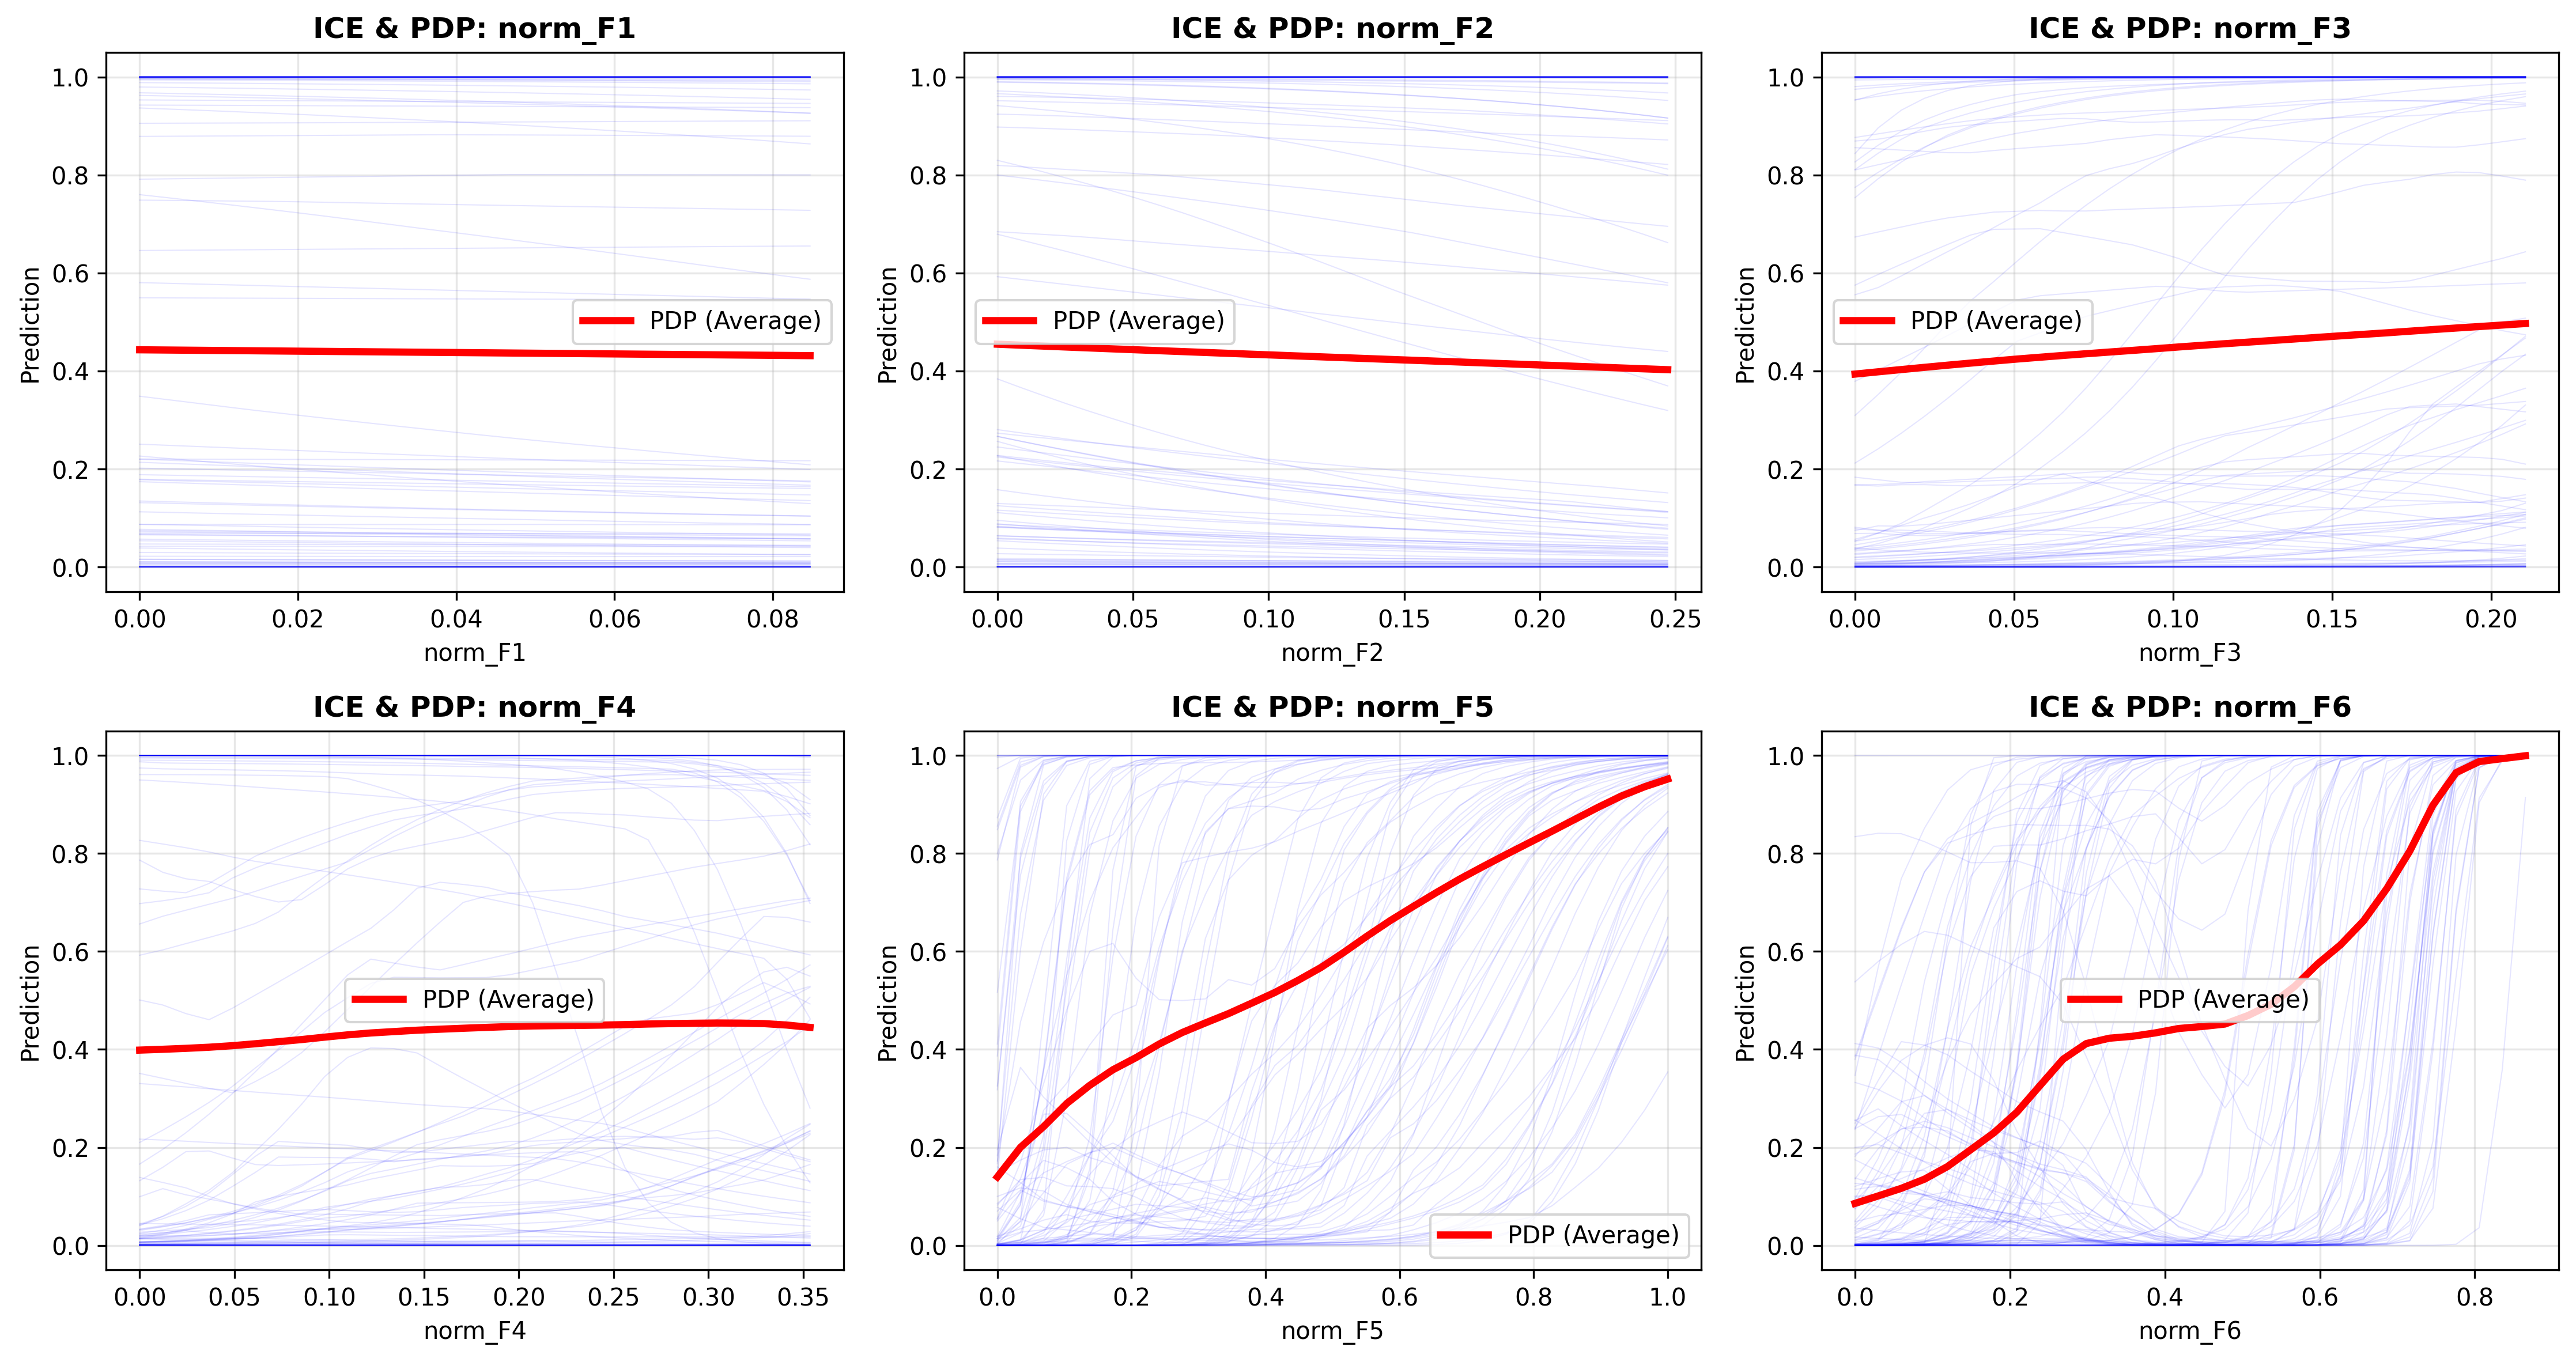 ICE & PDP: norm_F1
1.0
0.8
0.6
0.4
0.2
0.0
Prediction
PDP (Average)
0.00 0.02 0.04 0.06 0.08
norm_F1
ICE & PDP: norm_F2
1.0
0.8
0.6
0.4
0.2
0.0
Prediction
PDP (Average)
0.00 0.05 0.10 0.15 0.20 0.25
norm_F2
ICE & PDP: norm_F3
1.0
0.8
0.6
0.4
0.2
0.0
Prediction
PDP (Average)
0.00 0.05 0.10 0.15 0.20
norm_F3
ICE & PDP: norm_F4
1.0
0.8
0.6
0.4
0.2
0.0
Prediction
PDP (Average)
0.00 0.05 0.10 0.15 0.20 0.25 0.30 0.35
norm_F4
ICE & PDP: norm_F5
1.0
0.8
0.6
0.4
0.2
0.0
Prediction
PDP (Average)
0.0 0.2 0.4 0.6 0.8 1.0
norm_F5
ICE & PDP: norm_F6
1.0
0.8
0.6
0.4
0.2
0.0
Prediction
PDP (Average)
0.0 0.2 0.4 0.6 0.8
norm_F6